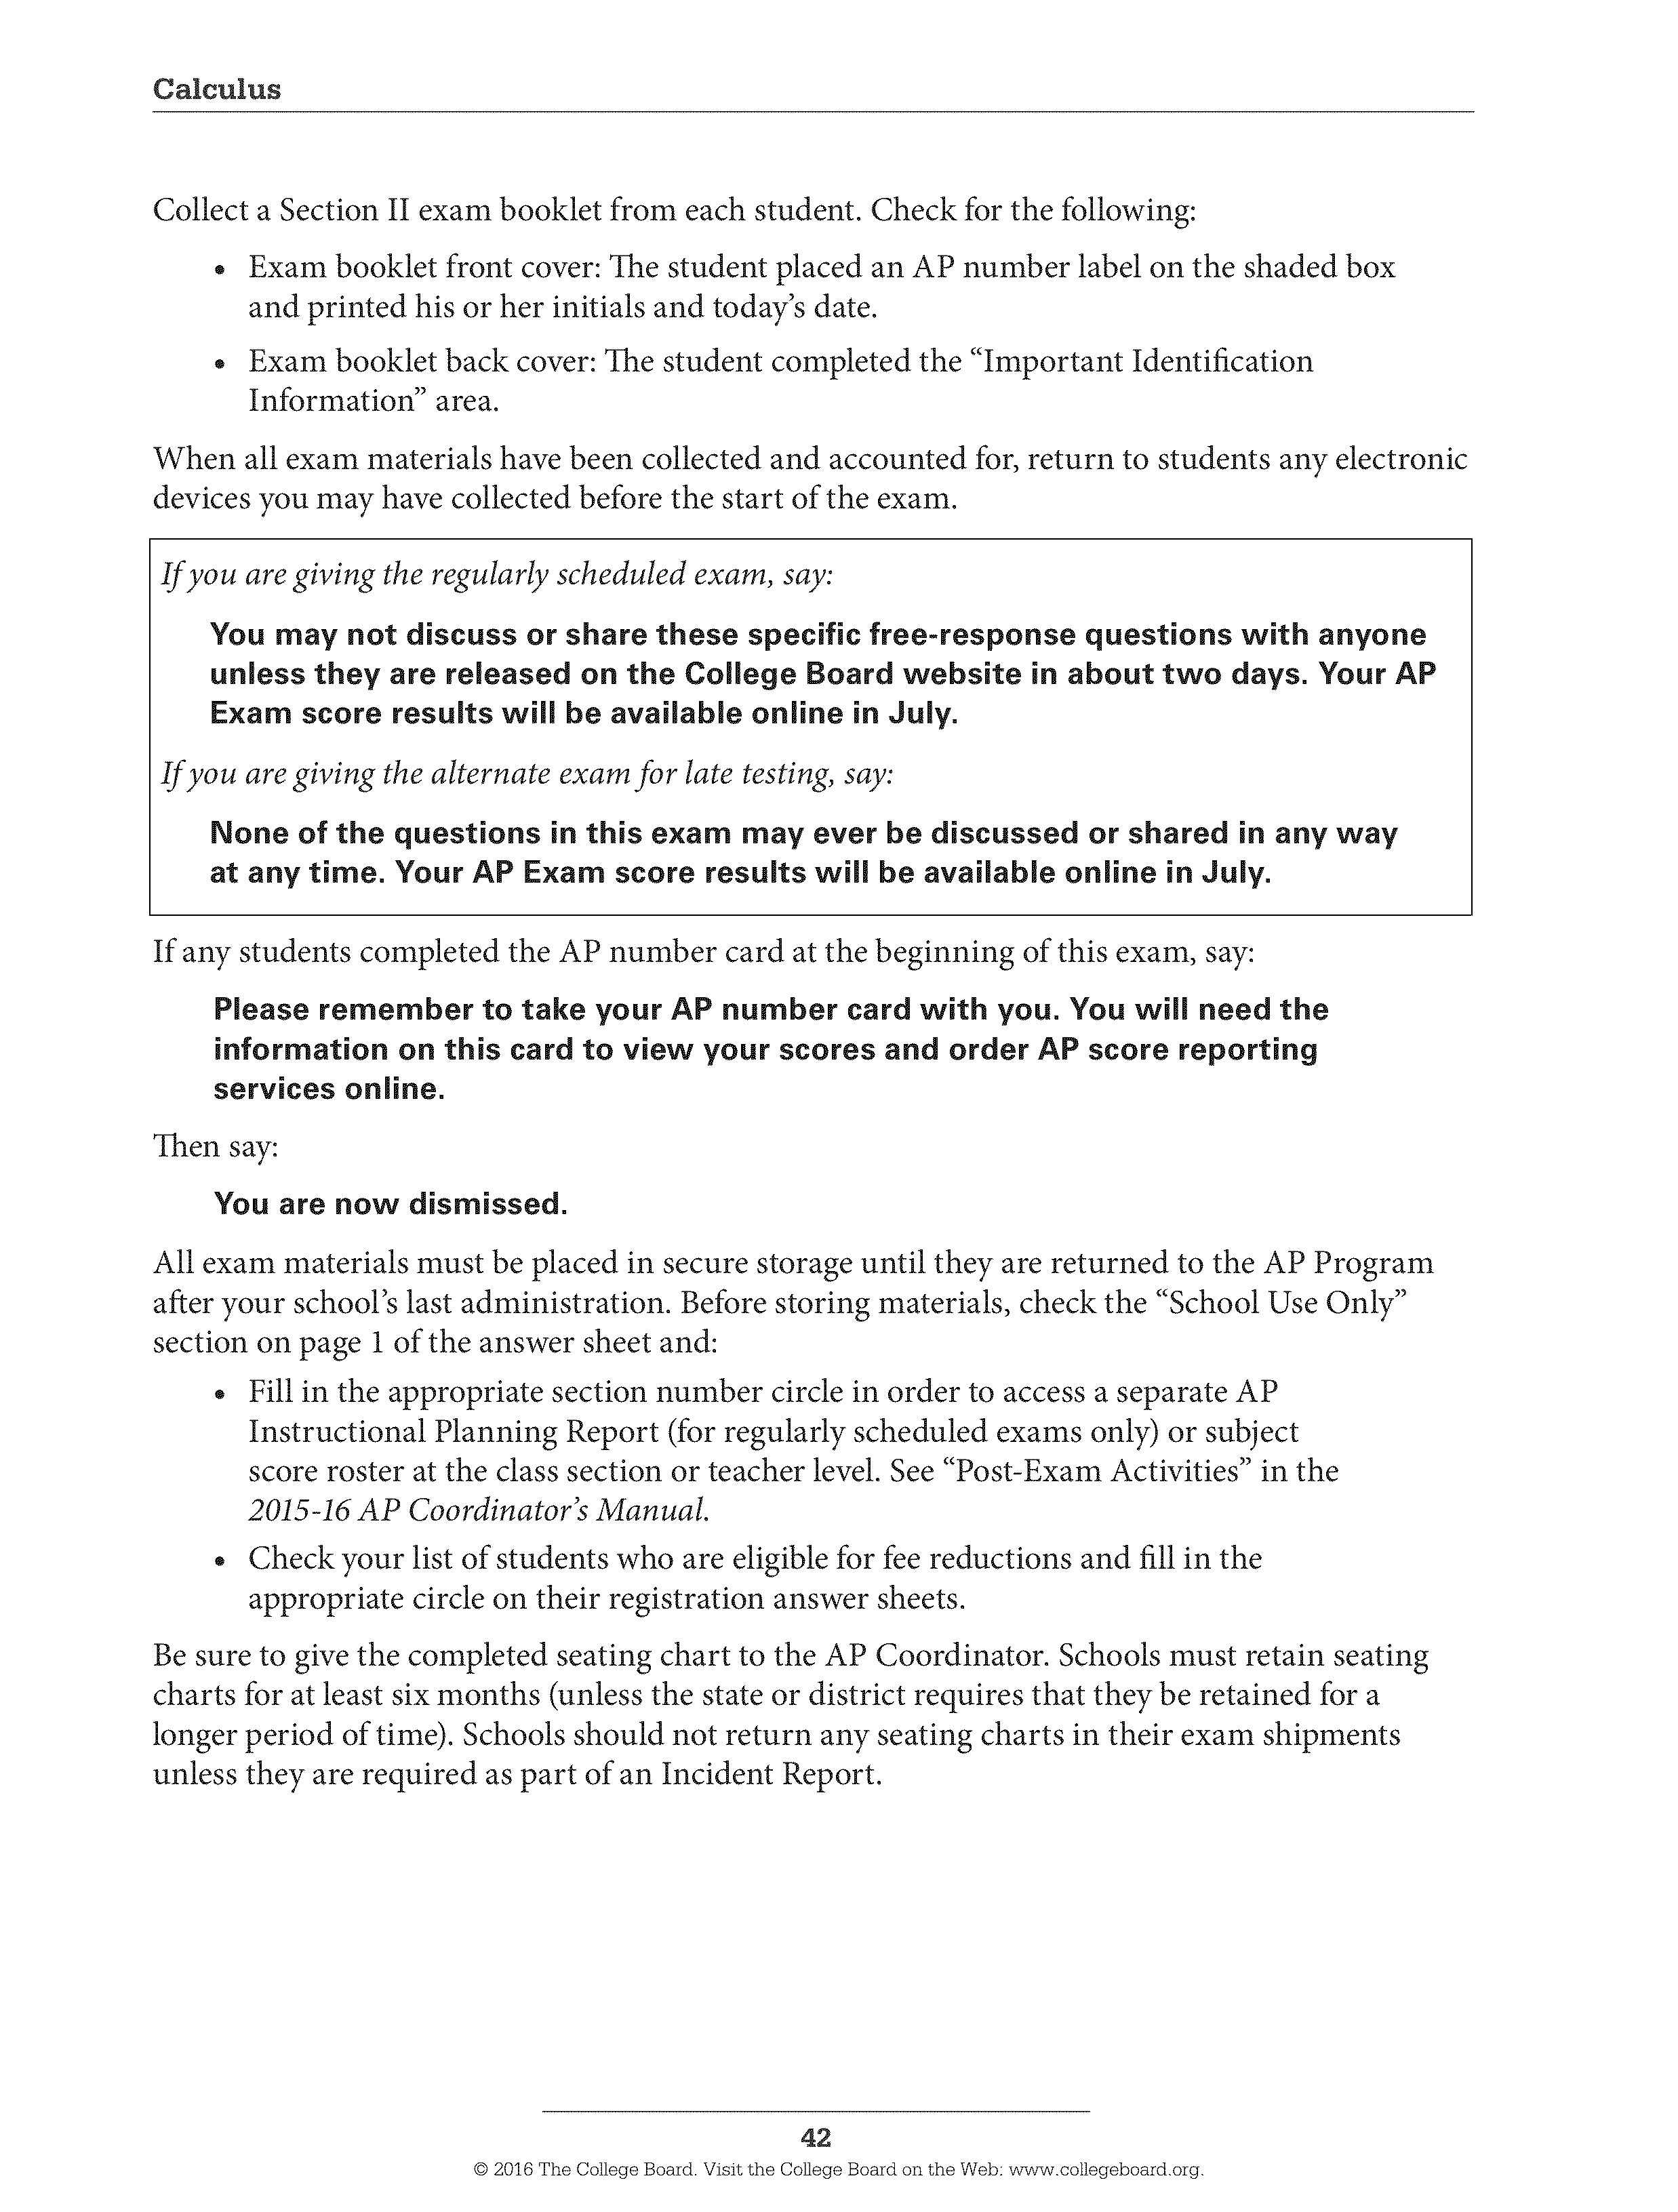 Calculus
Collect a Section II exam booklet from each student. Check for the following:
• Exam booklet front cover: The student placed an AP number label on the shaded box
and printed his or her initials and today’s date.
• Exam booklet back cover: The student completed the “Important Identification
Information” area.
When all exam materials have been collected and accounted for, return to students any electronic
devices you may have collected before the start of the exam.
If you are giving the regularly scheduled exam, say:
You may not discuss or share these specific free-response questions with anyone
unless they are released on the College Board website in about two days. Your AP
Exam score results will be available online in July.
If you are giving the alternate exam for late testing, say:
None of the questions in this exam may ever be discussed or shared in any way
at any time. Your AP Exam score results will be available online in July.
If any students completed the AP number card at the beginning of this exam, say:
Please remember to take your AP number card with you. You will need the
information on this card to view your scores and order AP score reporting
services online.
Then say:
You are now dismissed.
All exam materials must be placed in secure storage until they are returned to the AP Program
after your school’s last administration. Before storing materials, check the “School Use Only”
section on page 1 of the answer sheet and:
• Fill in the appropriate section number circle in order to access a separate AP
Instructional Planning Report (for regularly scheduled exams only) or subject
score roster at the class section or teacher level. See “Post-Exam Activities” in the
2015-16 AP Coordinator’s Manual.
• Check your list of students who are eligible for fee reductions and fill in the
appropriate circle on their registration answer sheets.
Be sure to give the completed seating chart to the AP Coordinator. Schools must retain seating
charts for at least six months (unless the state or district requires that they be retained for a
longer period of time). Schools should not return any seating charts in their exam shipments
unless they are required as part of an Incident Report.
42
© 2016 The College Board. Visit the College Board on the Web: www.collegeboard.org.